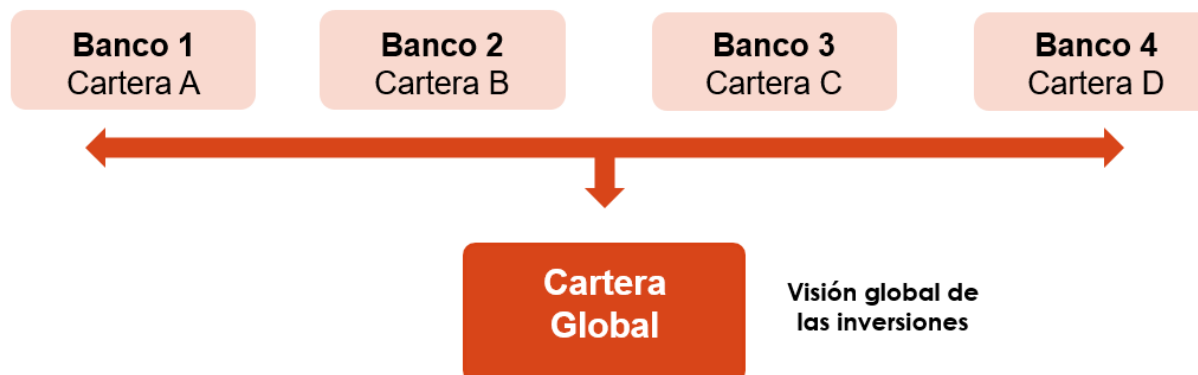 Banco 1
Cartera A
Banco 2
Cartera B
Banco 3
Cartera C
Banco 4
Cartera D
Cartera
Global
Visión global de
las inversiones